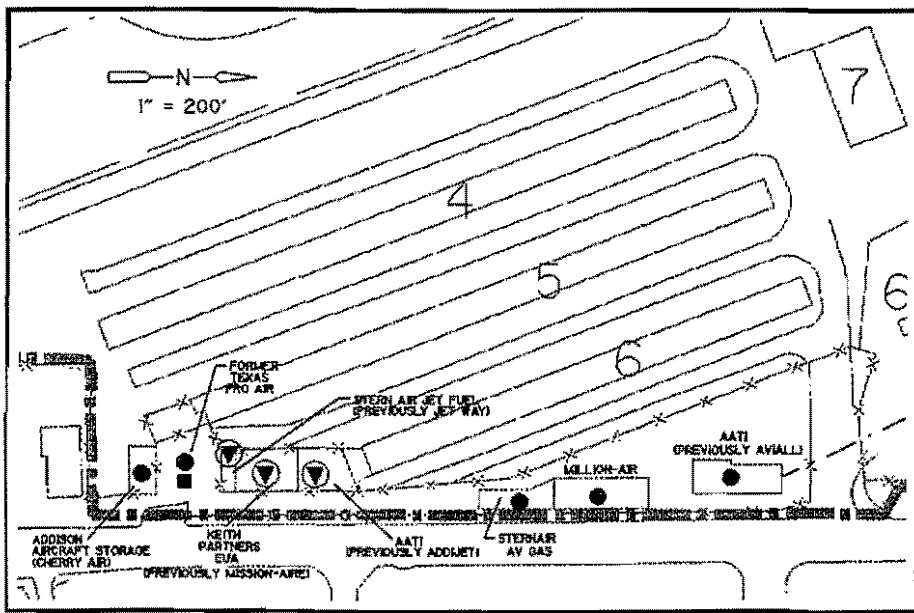 N
1" = 200'
7
4
5
6
6
FORMER
TEXAS
PRO AIR
STERN AIR JET FUEL
(PREVIOUSLY JET WAY)
AATI
(PREVIOUSLY AVIALL)
MILLION-AIR
ADDISON
AIRCRAFT STORAGE
(CHERRY AIR)
KEITH
PARTNERS
EVA
(PREVIOUSLY MISSION-AIRE)
AATI
(PREVIOUSLY ADDIJET)
STERNAIR
AV GAS